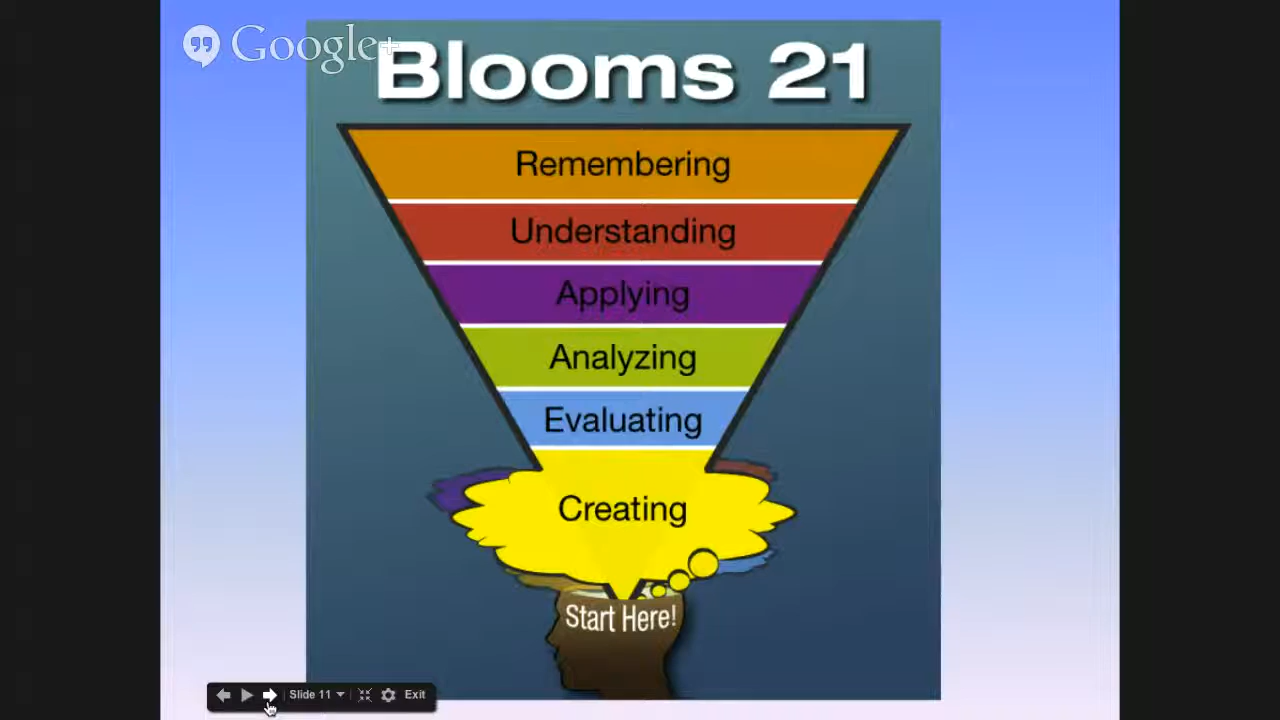 Google+
Blooms 21
Remembering
Understanding
Applying
Analyzing
Evaluating
Creating
Start Here!
Slide 11 Exit